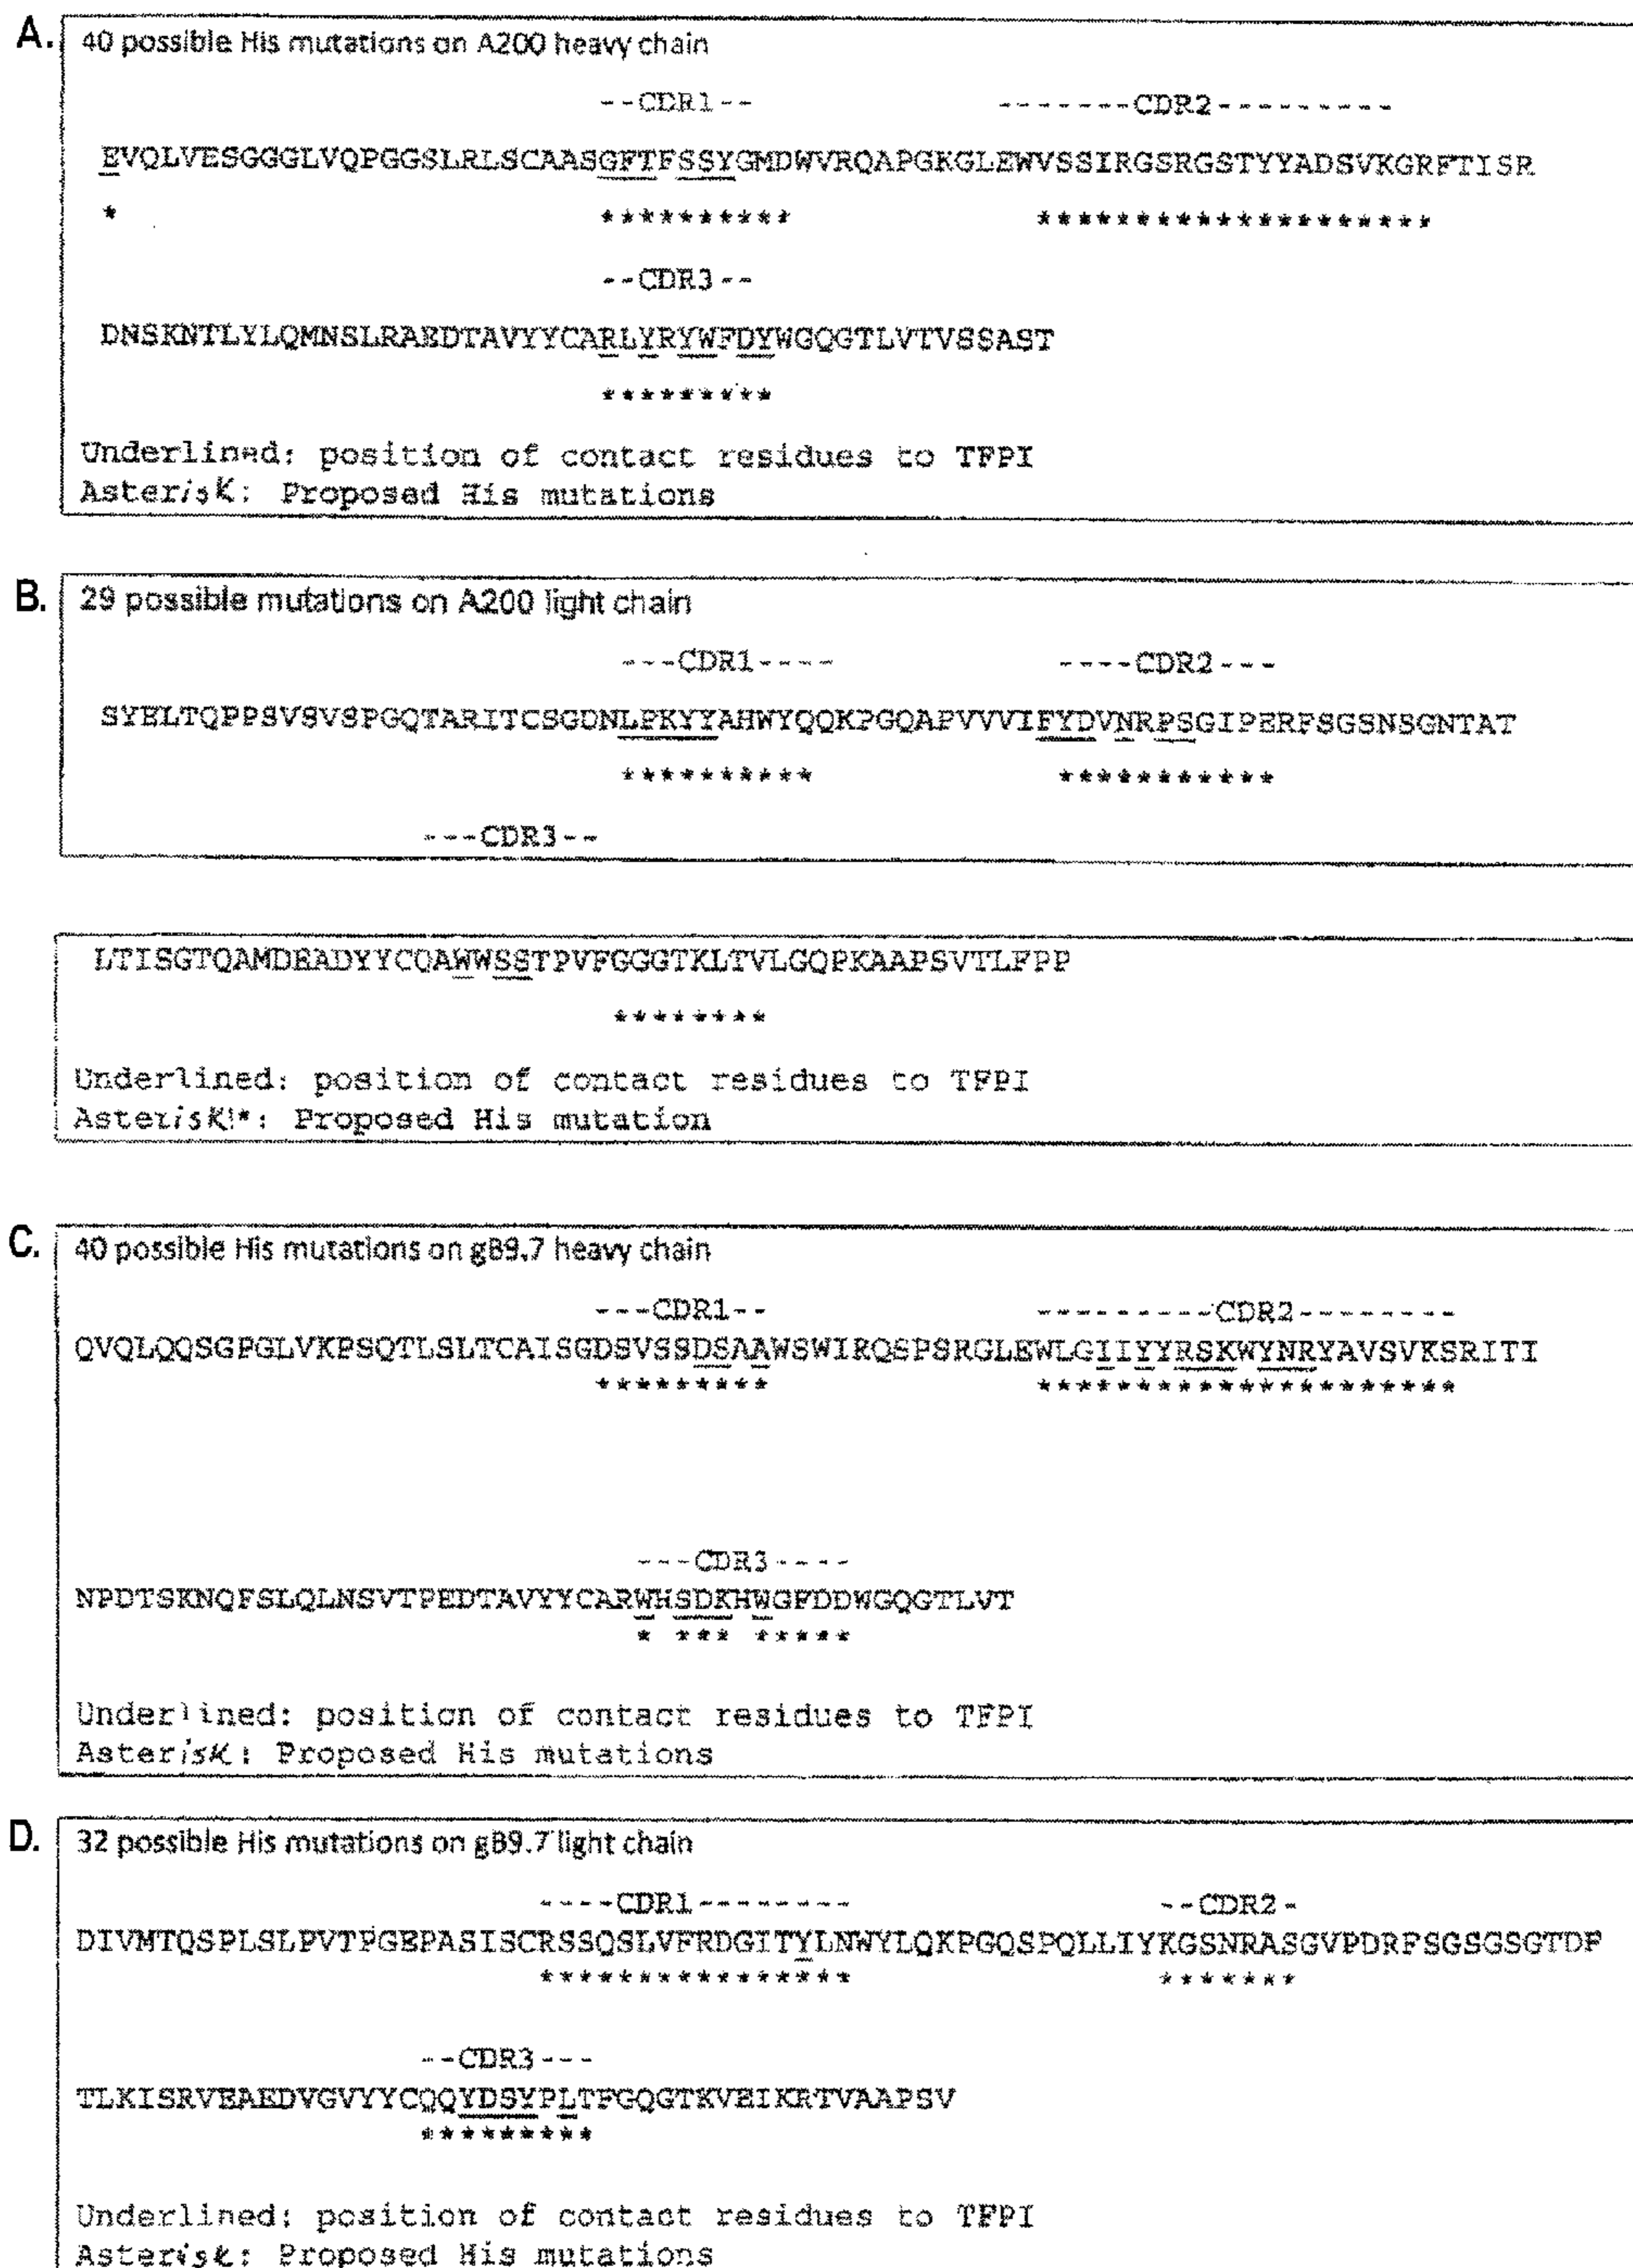 A.
40 possible His mutations on A200 heavy chain
--CDR1-- -------CDR2---------
EVQLVESGGGLVQPGGSLRLSCAASGFTFSSYGMDWVRQAPGKGLEWVSSIRGSRGSTYYADSVKGRFTISR
* ********** ********************
--CDR3--
DNSKNTLYLQMNSLRAEDTAVYYCARLYRYWFDYWGQGTLVTVSSAST
*********
Underlined: position of contact residues to TFPI
Asterisk: Proposed His mutations
B.
29 possible mutations on A200 light chain
---CDR1---- ----CDR2---
SYELTQPPSVSVSPGQTARITCSGDNLPKYYAHWYQQKPGQAPVVVIFYDVNRPSGIPERFSGSNSGNTAT
********** ***********
---CDR3--
LTISGTQAMDEADYYCQAWWSSTPVFGGGTKLTVLGQPKAAPSVTLFPP
********
Underlined: position of contact residues to TFPI
Asterisk!*: Proposed His mutation
C.
40 possible His mutations on gB9.7 heavy chain
---CDR1-- ---------CDR2--------
QVQLQQSGPGLVKPSQTLSLTCAISGDSVSSDSAAWSWIRQSPSRGLEWLGIIYYRSKWYNRYAVSVKSRITI
********* **********************
---CDR3----
NPDTSKNQFSLQLNSVTPEDTAVYYCARWHSDKHWGFDDWGQGTLVT
* *** *****
Underlined: position of contact residues to TFPI
Asterisk: Proposed His mutations
D.
32 possible His mutations on gB9.7 light chain
----CDR1-------- --CDR2-
DIVMTQSPLSLPVTPGEPASISCRSSQSLVFRDGITYLNWYLQKPGQSPQLLIYKGSNRASGVPDRFSGSGSGTDF
**************** *******
--CDR3---
TLKISRVEAEDVGVYYCQQYDSYPLTFGQGTKVEIKRTVAAPSV
*********
Underlined: position of contact residues to TFPI
Asterisk: Proposed His mutations